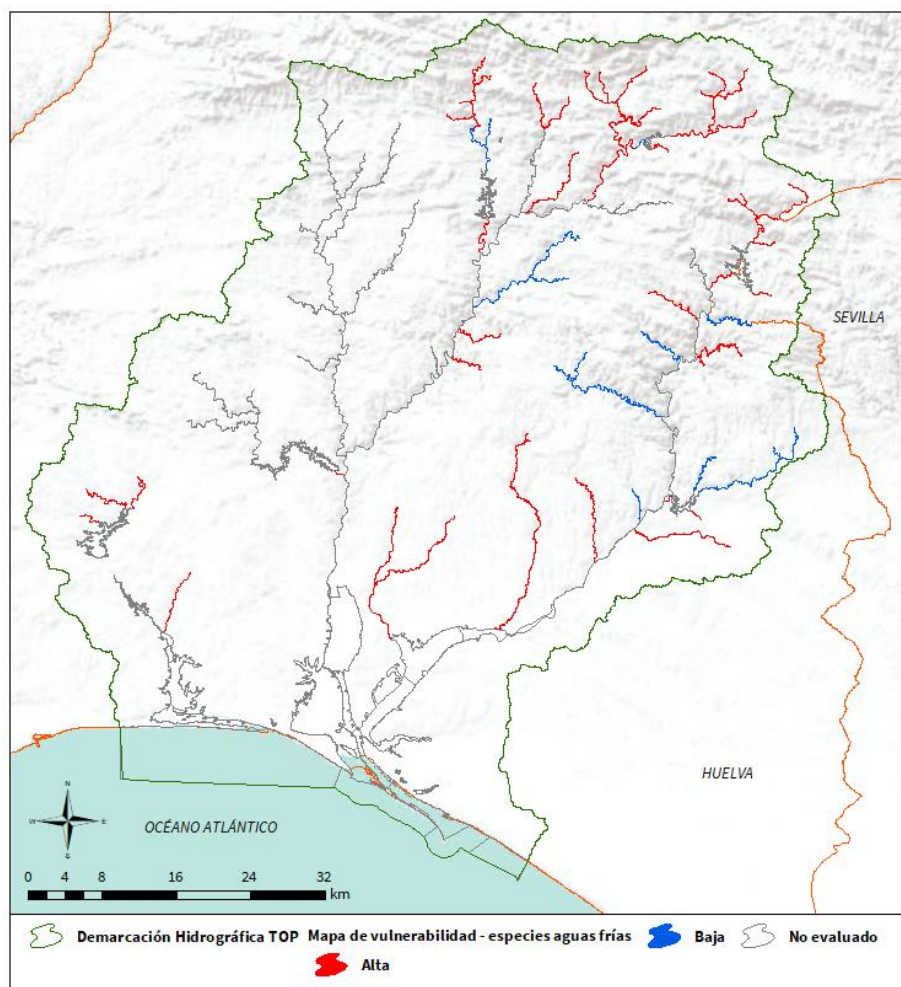 SEVILLA
HUELVA
OCÉANO ATLÁNTICO
N
W E
S
0 4 8 16 24 32
km
Demarcación Hidrográfica TOP Mapa de vulnerabilidad - especies aguas frías Baja No evaluado
Alta